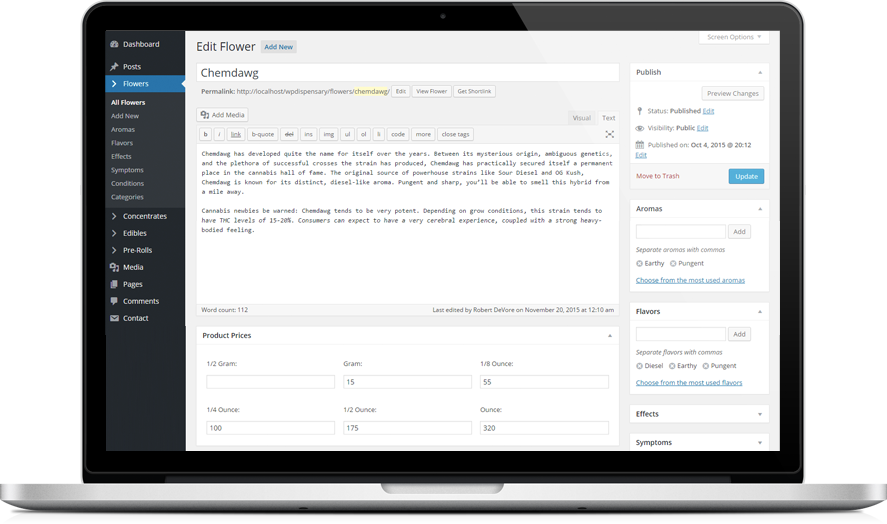 Dashboard
Posts
Flowers
All Flowers
Add New
Aromas
Flavors
Effects
Symptoms
Conditions
Categories
Concentrates
Edibles
Pre-Rolls
Media
Pages
Comments
Contact
Screen Options
Edit Flower Add New
Chemdawg
Permalink: http://localhost/wpdispensary/flowers/chemdawg/ Edit View Flower Get Shortlink
Add Media
Visual Text
b i link b-quote del ins img ul ol li code more close tags
Chemdawg has developed quite the name for itself over the years. Between its mysterious origin, ambiguous genetics,
and the plethora of successful crosses the strain has produced, Chemdawg has practically secured itself a permanent
place in the cannabis hall of fame. The original source of powerhouse strains like Sour Diesel and OG Kush,
Chemdawg is known for its distinct, diesel-like aroma. Pungent and sharp, you'll be able to smell this hybrid from
a mile away.
Cannabis newbies be warned: Chemdawg tends to be very potent. Depending on grow conditions, this strain tends to
have THC levels of 15-20%. Consumers can expect to have a very cerebral experience, coupled with a strong heavy-
bodied feeling.
Word count: 112 Last edited by Robert DeVore on November 20, 2015 at 12:10 am
Product Prices
1/2 Gram: Gram: 1/8 Ounce:
15 55
1/4 Ounce: 1/2 Ounce: Ounce:
100 175 320
Publish
Preview Changes
Status: Published Edit
Visibility: Public Edit
Published on: Oct 4, 2015 @ 20:12
Edit
Move to Trash Update
Aromas
Add
Separate aromas with commas
Earthy Pungent
Choose from the most used aromas
Flavors
Add
Separate flavors with commas
Diesel Earthy Pungent
Choose from the most used flavors
Effects
Symptoms